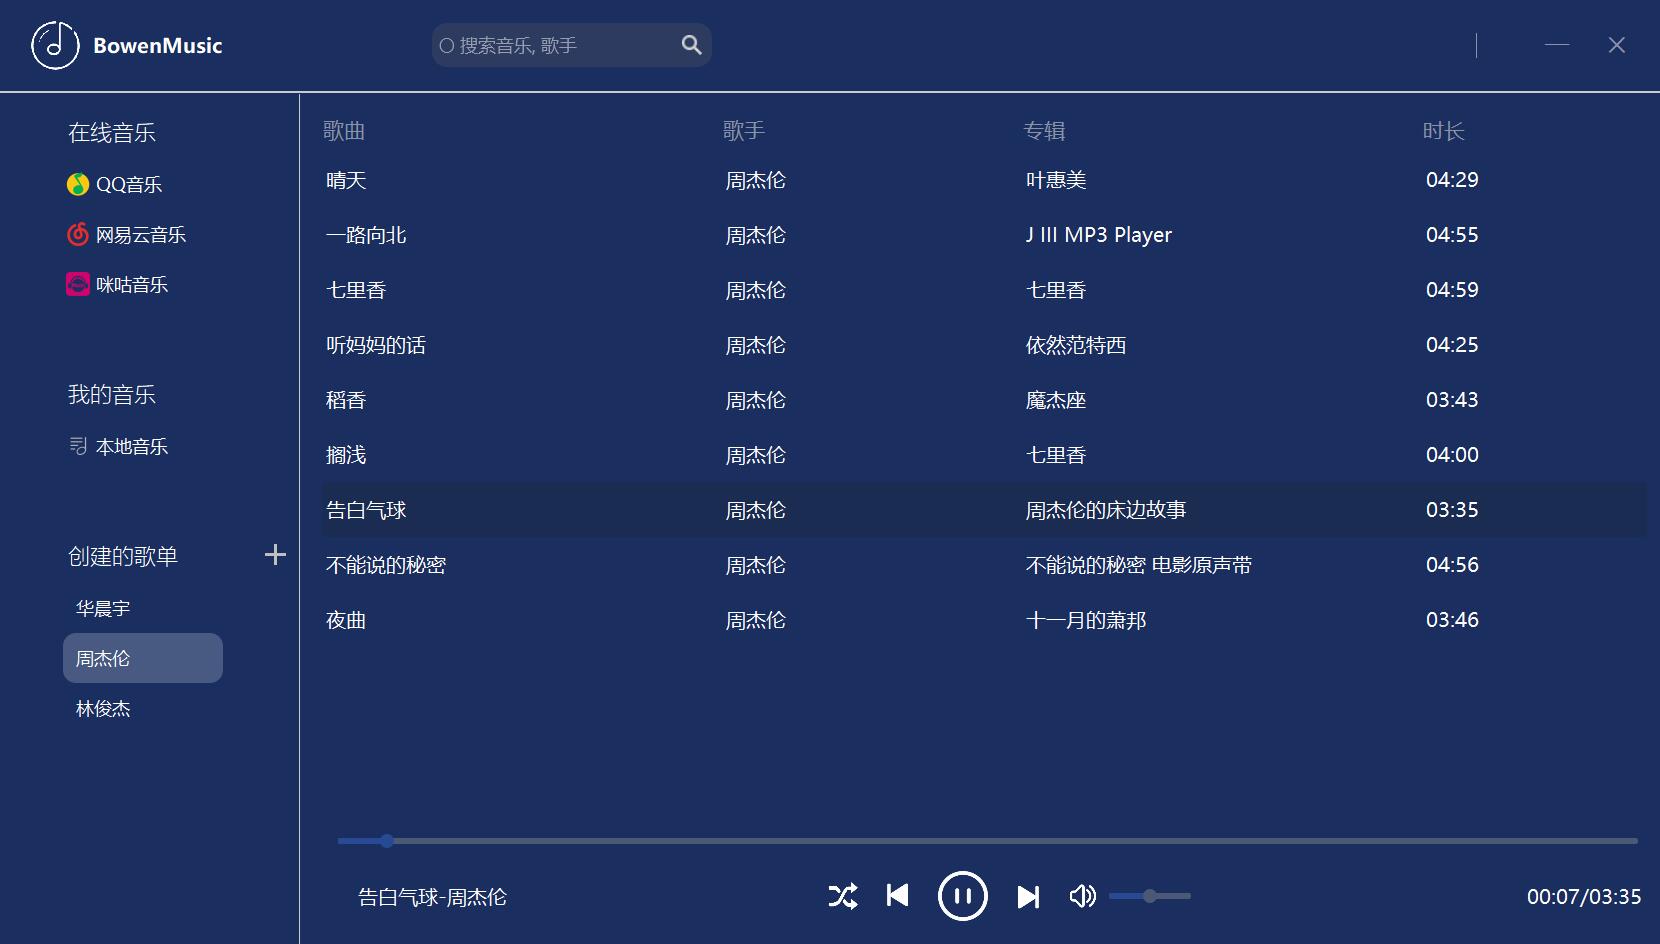 BowenMusic
搜索音乐, 歌手
在线音乐
QQ音乐
网易云音乐
咪咕音乐
我的音乐
本地音乐
创建的歌单
华晨宇
周杰伦
林俊杰
歌曲 歌手 专辑 时长
晴天 周杰伦 叶惠美 04:29
一路向北 周杰伦 J III MP3 Player 04:55
七里香 周杰伦 七里香 04:59
听妈妈的话 周杰伦 依然范特西 04:25
稻香 周杰伦 魔杰座 03:43
搁浅 周杰伦 七里香 04:00
告白气球 周杰伦 周杰伦的床边故事 03:35
不能说的秘密 周杰伦 不能说的秘密 电影原声带 04:56
夜曲 周杰伦 十一月的萧邦 03:46
告白气球-周杰伦
00:07/03:35